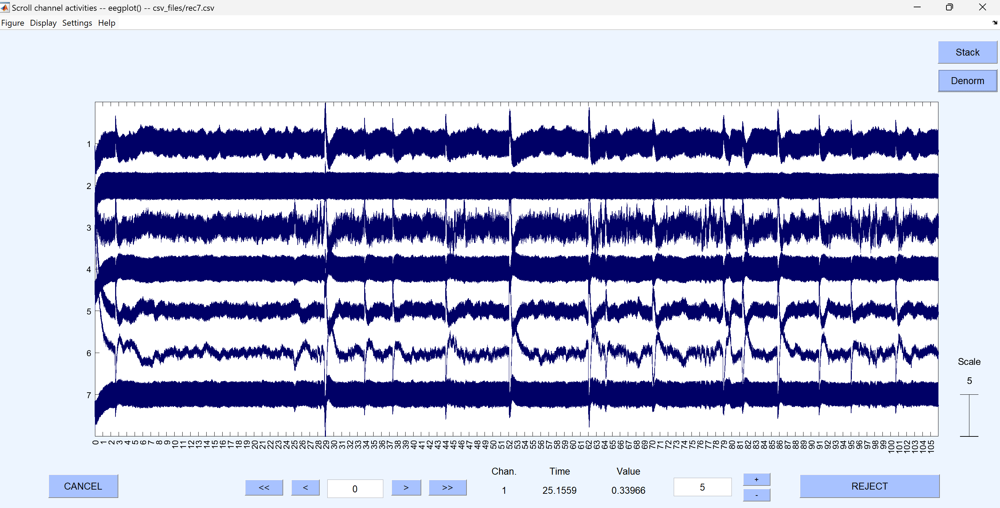 Scroll channel activities -- eegplot() -- csv_files/rec7.csv
Figure Display Settings Help
Stack
Denorm
1
2
3
4
5
6
7
Scale
5
0 1 2 3 4 5 6 7 8 9 10 11 12 13 14 15 16 17 18 19 20 21 22 23 24 25 26 27 28 29 30 31 32 33 34 35 36 37 38 39 40 41 42 43 44 45 46 47 48 49 50 51 52 53 54 55 56 57 58 59 60 61 62 63 64 65 66 67 68 69 70 71 72 73 74 75 76 77 78 79 80 81 82 83 84 85 86 87 88 89 90 91 92 93 94 95 96 97 98 99 100 101 102 103 104 105
Chan. Time Value
CANCEL << < 0 > >> 1 25.1559 0.33966 5 + - REJECT